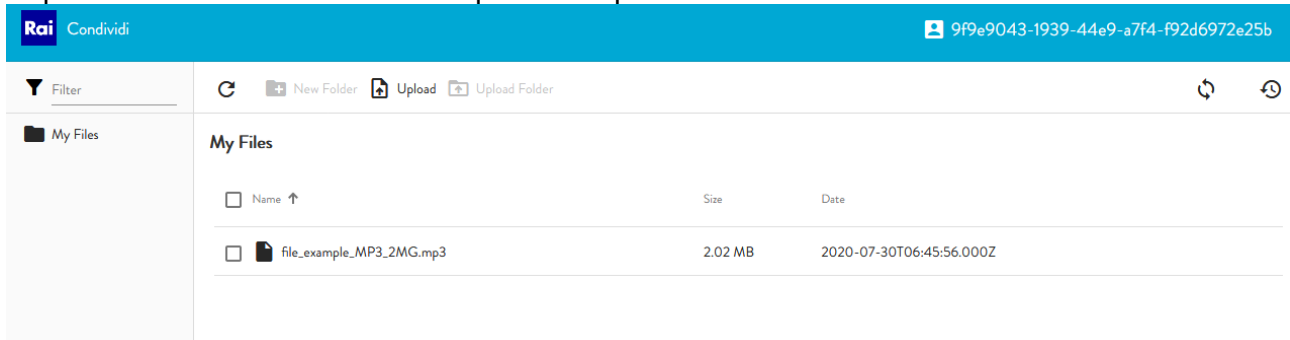 Rai Condividi
9f9e9043-1939-44e9-a7f4-f92d6972e25b
Filter
New Folder Upload Upload Folder
My Files
My Files
Name Size Date
file_example_MP3_2MG.mp3 2.02 MB 2020-07-30T06:45:56.000Z